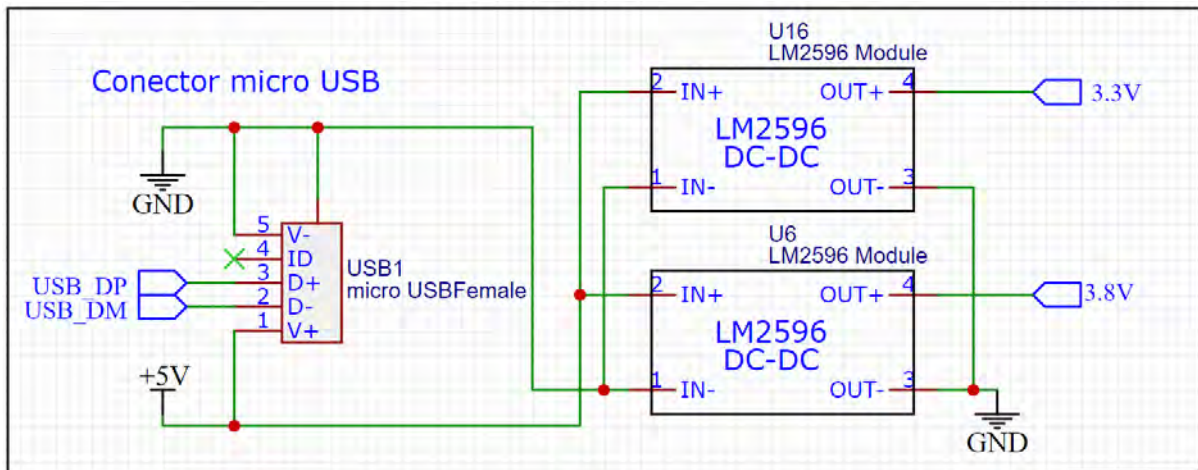 Conector micro USB
GND
5 V-
4 ID
USB_DP 3 D+
USB_DM 2 D-
1 V+
USB1
micro USBFemale
+5V
U16
LM2596 Module
2 IN+ OUT+ 4 3.3V
LM2596
DC-DC
1 IN- OUT- 3
U6
LM2596 Module
2 IN+ OUT+ 4 3.8V
LM2596
DC-DC
1 IN- OUT- 3
GND